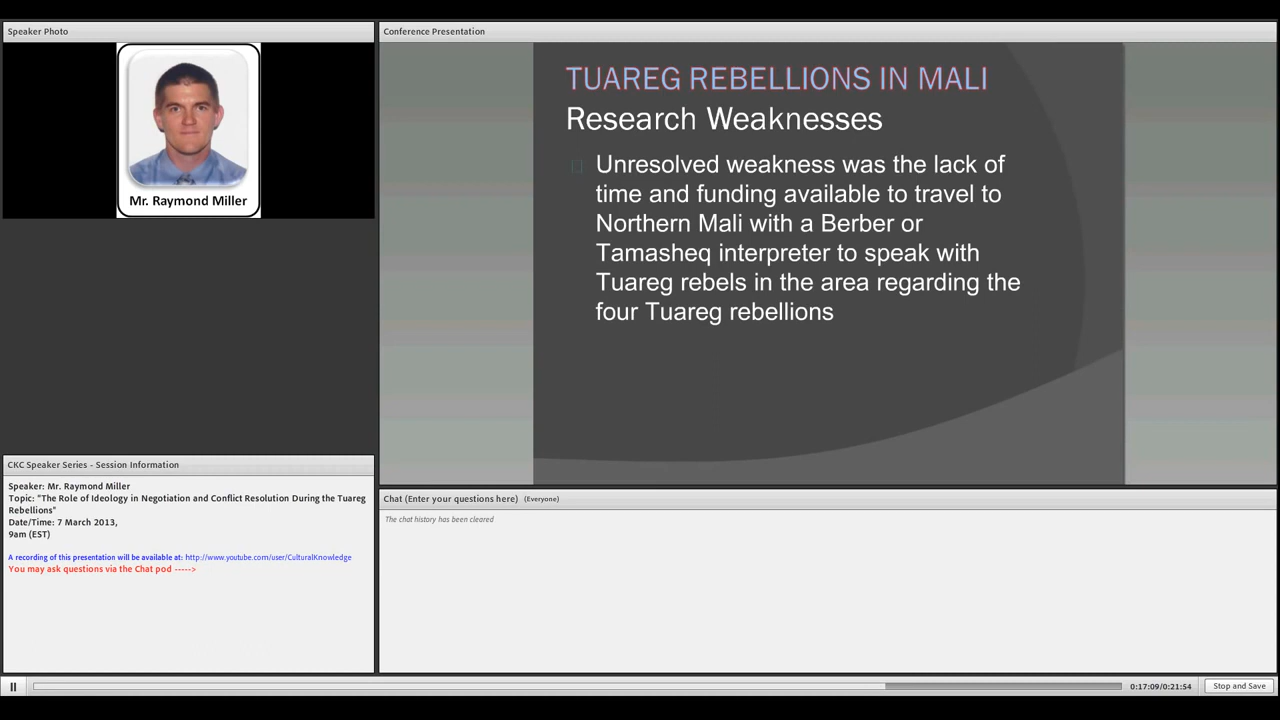 Speaker Photo
Mr. Raymond Miller
Conference Presentation
TUAREG REBELLIONS IN MALI
Research Weaknesses
Unresolved weakness was the lack of
time and funding available to travel to
Northern Mali with a Berber or
Tamasheq interpreter to speak with
Tuareg rebels in the area regarding the
four Tuareg rebellions
CKC Speaker Series - Session Information
Speaker: Mr. Raymond Miller
Topic: "The Role of Ideology in Negotiation and Conflict Resolution During the Tuareg
Rebellions"
Date/Time: 7 March 2013,
9am (EST)
A recording of this presentation will be available at: http://www.youtube.com/user/CulturalKnowledge
You may ask questions via the Chat pod ----->
Chat (Enter your questions here) (Everyone)
The chat history has been cleared
0:17:09/0:21:54
Stop and Save